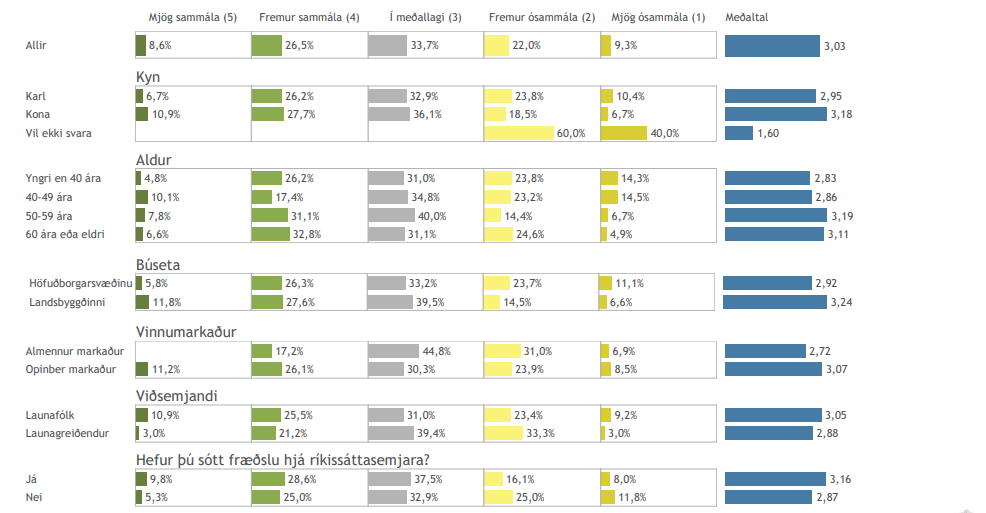 Mjög sammála (5) Fremur sammála (4) Í meðallagi (3) Fremur ósammála (2) Mjög ósammála (1) Meðaltal
Allir 8,6% 26,5% 33,7% 22,0% 9,3% 3,03
Kyn
Karl 6,7% 26,2% 32,9% 23,8% 10,4% 2,95
Kona 10,9% 27,7% 36,1% 18,5% 6,7% 3,18
Vil ekki svara 60,0% 40,0% 1,60
Aldur
Yngri en 40 ára 4,8% 26,2% 31,0% 23,8% 14,3% 2,83
40-49 ára 10,1% 17,4% 34,8% 23,2% 14,5% 2,86
50-59 ára 7,8% 31,1% 40,0% 14,4% 6,7% 3,19
60 ára eða eldri 6,6% 32,8% 31,1% 24,6% 4,9% 3,11
Búseta
Höfuðborgarsvæðinu 5,8% 26,3% 33,2% 23,7% 11,1% 2,92
Landsbyggðinni 11,8% 27,6% 39,5% 14,5% 6,6% 3,24
Vinnumarkaður
Almennur markaður 17,2% 44,8% 31,0% 6,9% 2,72
Opinber markaður 11,2% 26,1% 30,3% 23,9% 8,5% 3,07
Viðsemjandi
Launafólk 10,9% 25,5% 31,0% 23,4% 9,2% 3,05
Launagreiðendur 3,0% 21,2% 39,4% 33,3% 3,0% 2,88
Hefur þú sótt fræðslu hjá ríkissáttasemjara?
Já 9,8% 28,6% 37,5% 16,1% 8,0% 3,16
Nei 5,3% 25,0% 32,9% 25,0% 11,8% 2,87